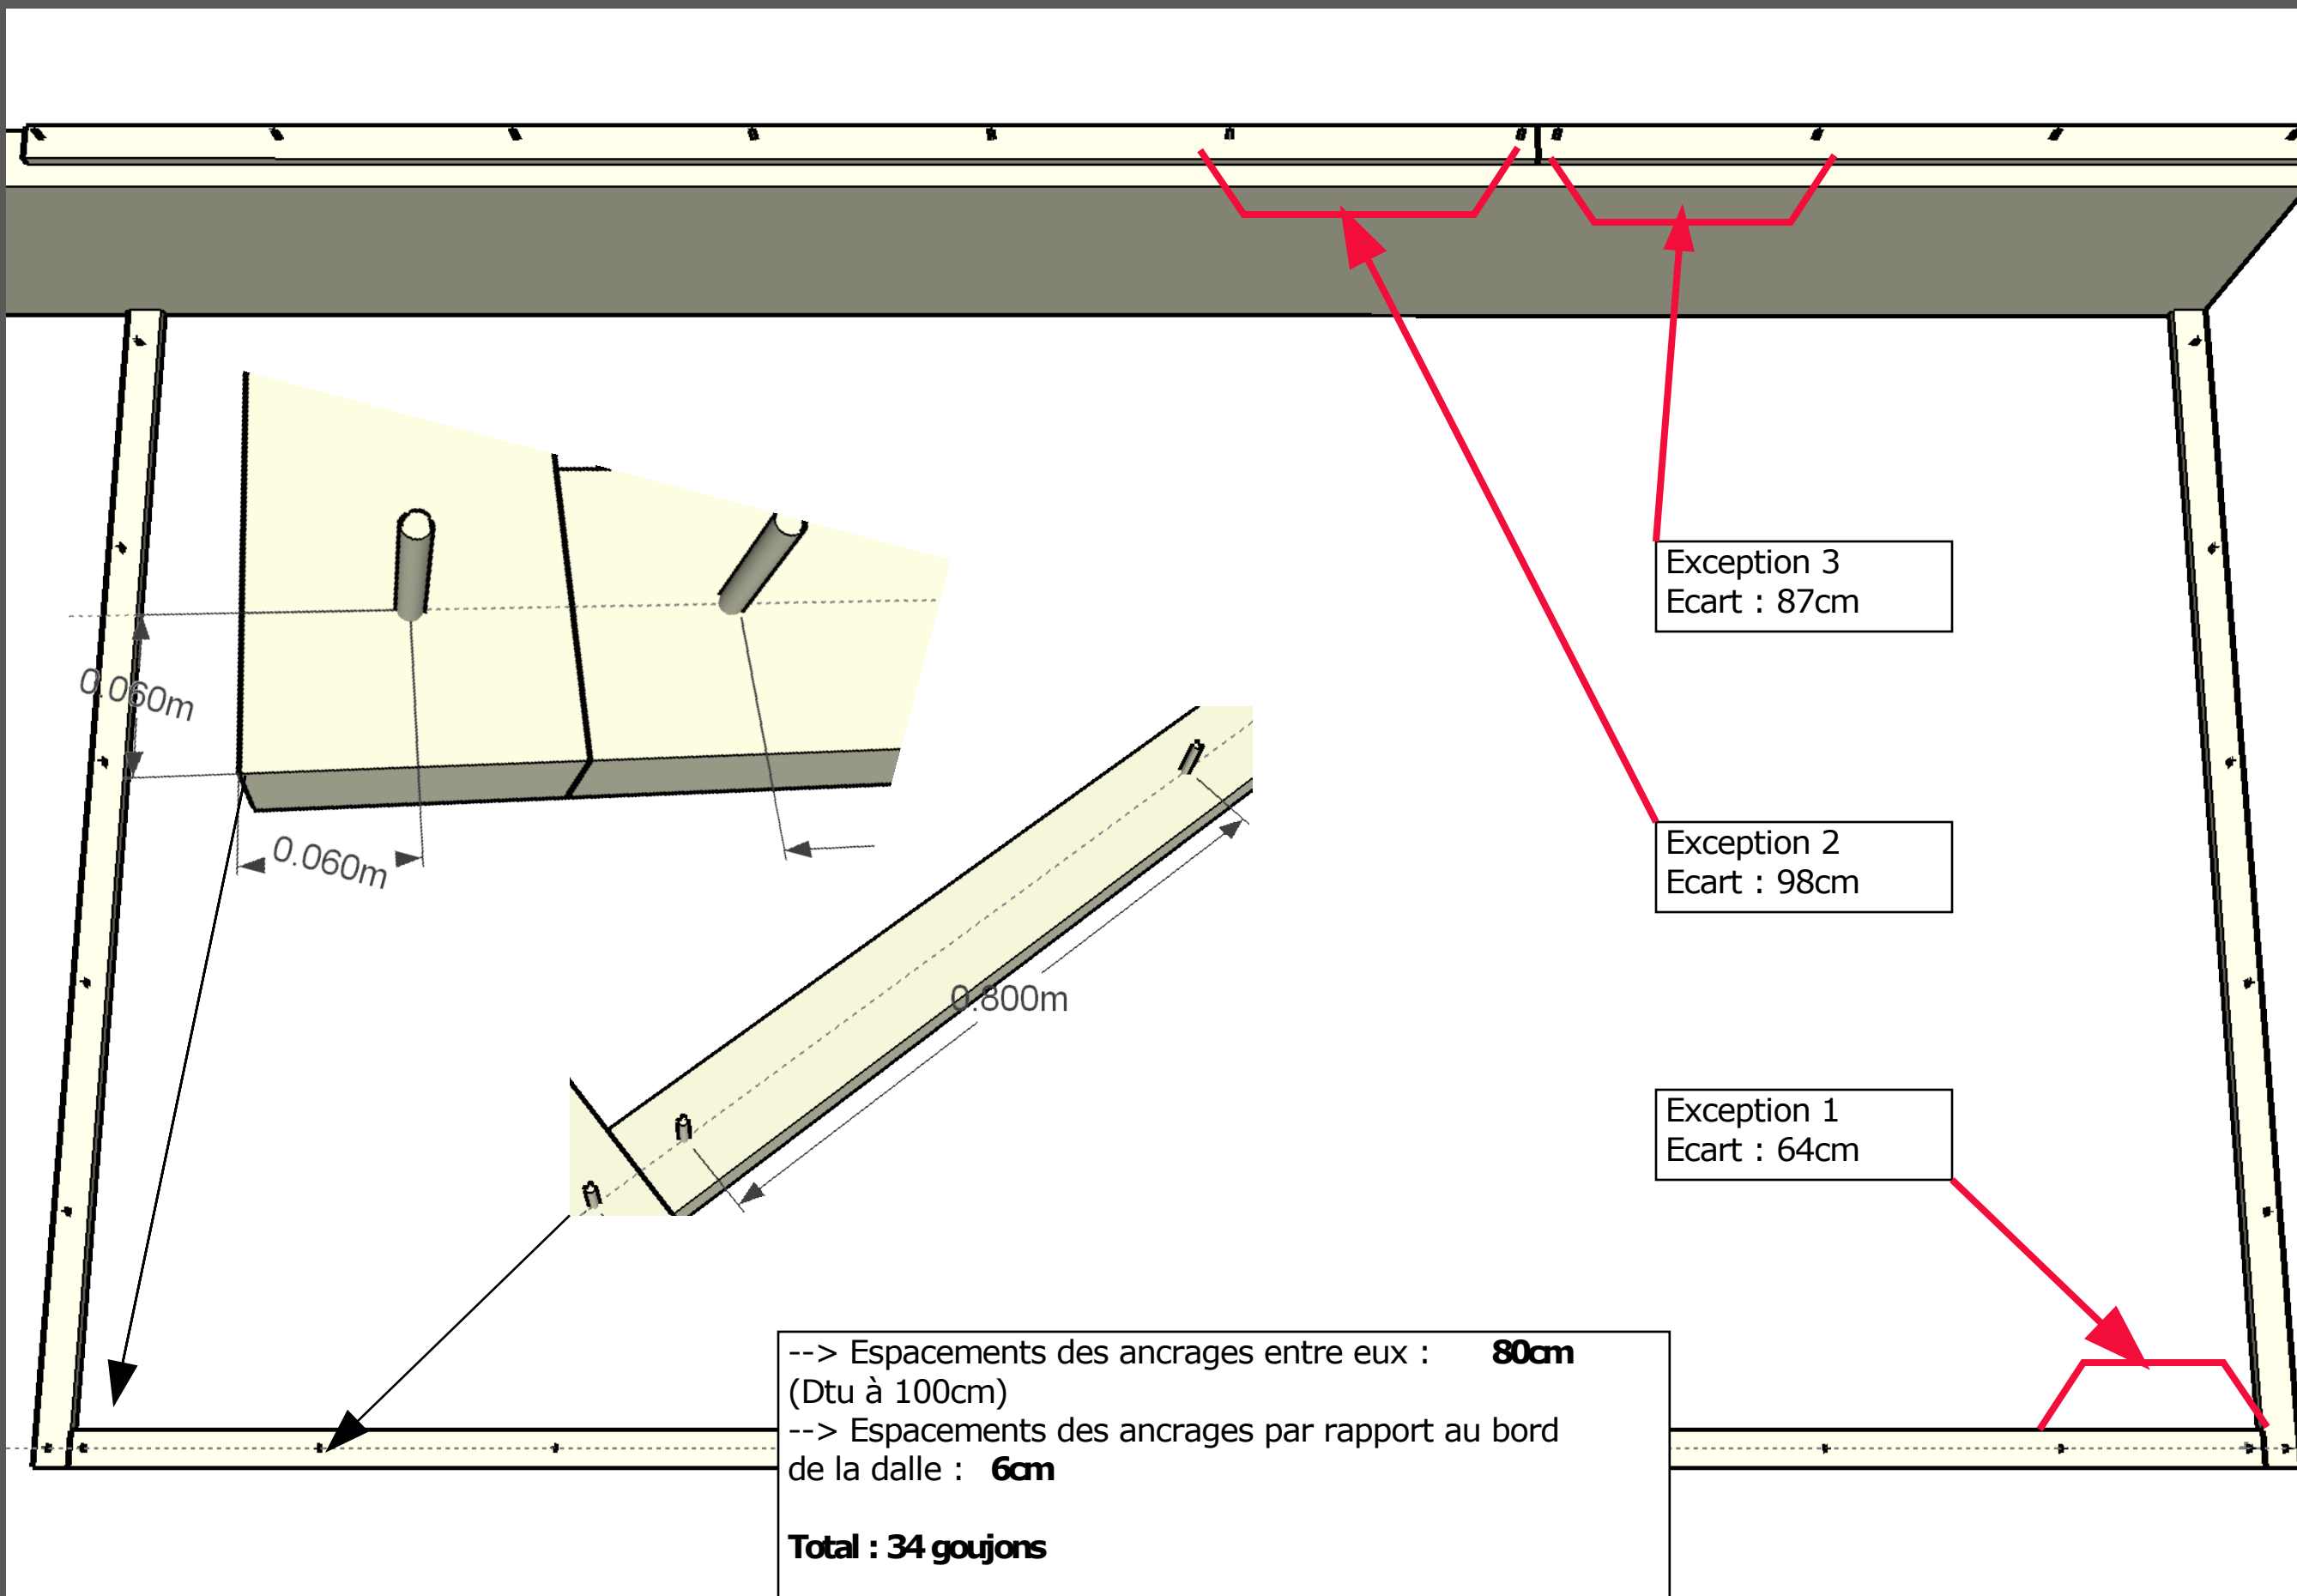 Exception 3
Ecart : 87cm
0.060m
0.060m
Exception 2
Ecart : 98cm
0.800m
Exception 1
Ecart : 64cm
--> Espacements des ancrages entre eux : 80cm
(Dtu à 100cm)
--> Espacements des ancrages par rapport au bord
de la dalle : 6cm
Total : 34 goujons